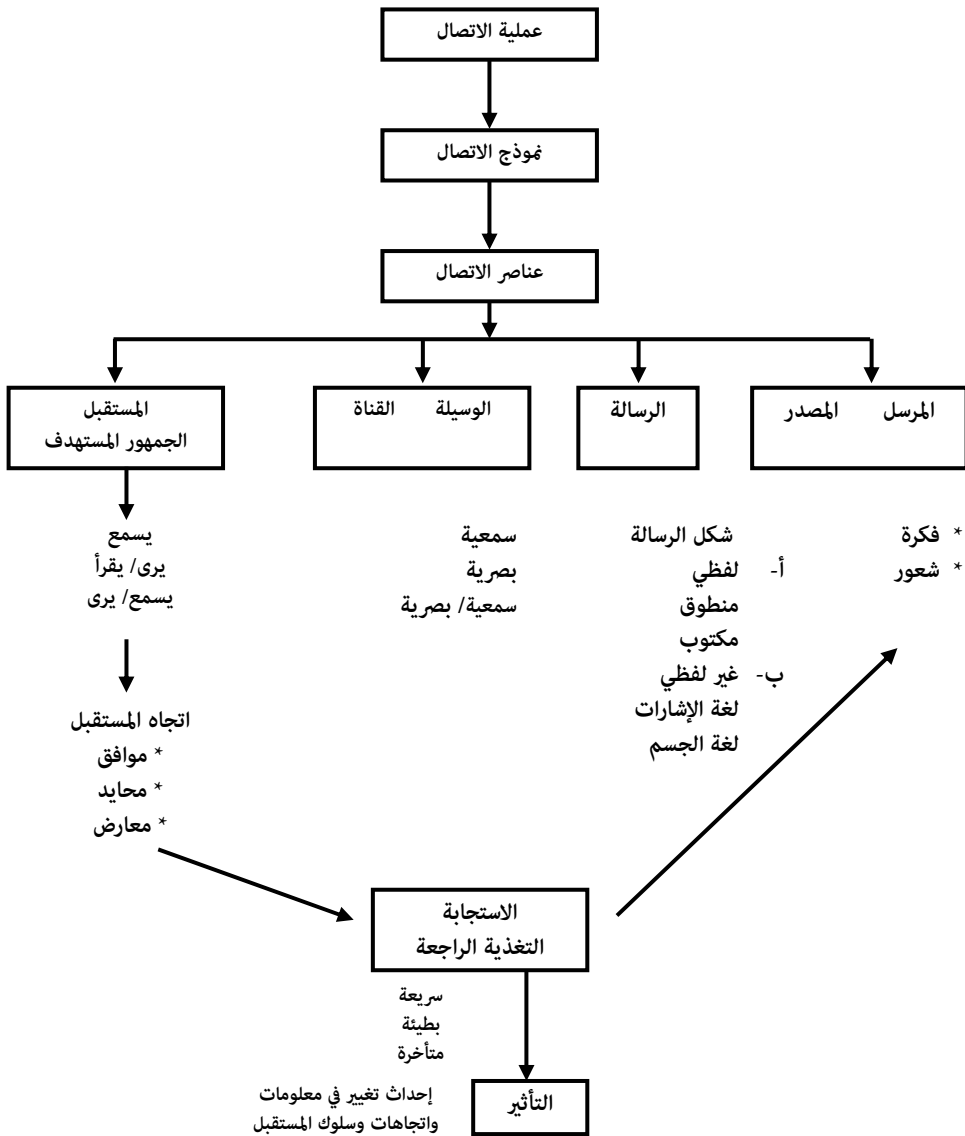 عملية الاتصال
نموذج الاتصال
عناصر الاتصال
المرسل المصدر
الرسالة
الوسيلة القناة
المستقبل
الجمهور المستهدف
* فكرة
* شعور
شكل الرسالة
أ- لفظي
منطوق
مكتوب
ب- غير لفظي
لغة الإشارات
لغة الجسم
سمعية
بصرية
سمعية/ بصرية
يسمع
يرى/ يقرأ
يسمع/ يرى
اتجاه المستقبل
* موافق
* محايد
* معارض
الاستجابة
التغذية الراجعة
سريعة
بطيئة
متأخرة
التأثير
إحداث تغيير في معلومات
واتجاهات وسلوك المستقبل